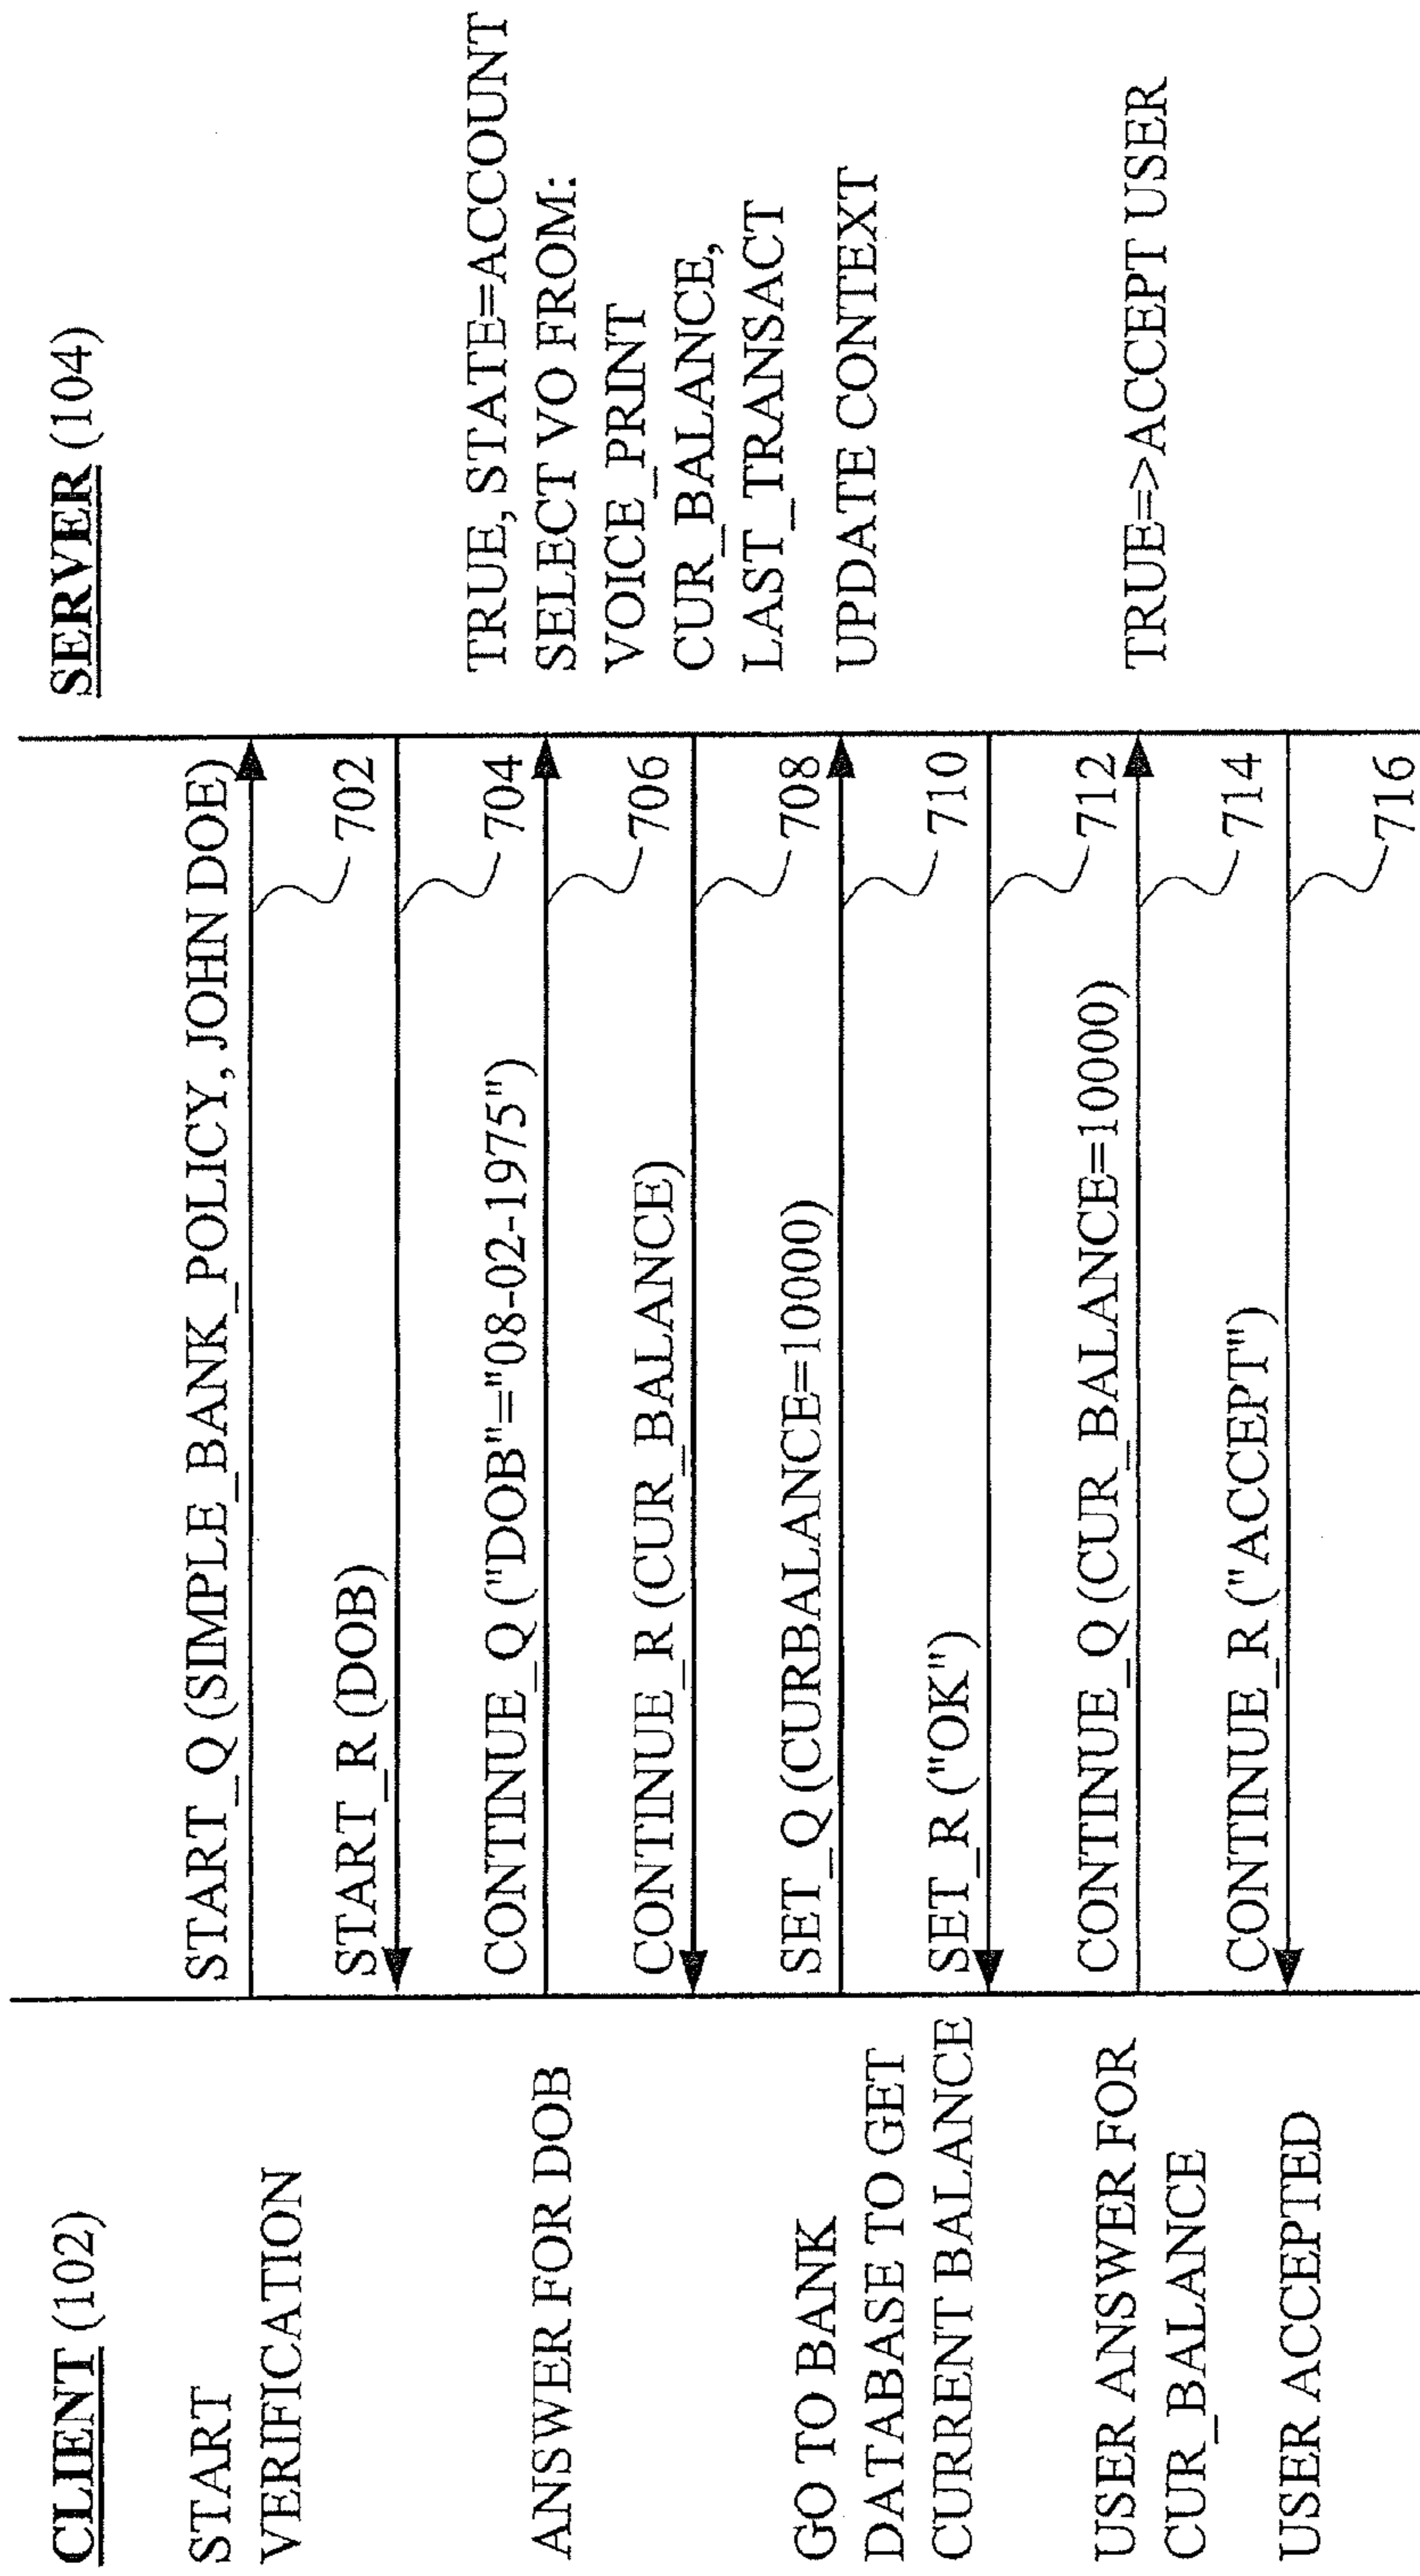 CLIENT (102)
SERVER (104)
START
VERIFICATION
START_Q (SIMPLE_BANK_POLICY, JOHN DOE)
702
START_R (DOB)
704
ANSWER FOR DOB
CONTINUE_Q ("DOB"="08-02-1975")
706
TRUE, STATE=ACCOUNT
SELECT VO FROM:
VOICE_PRINT
CUR_BALANCE,
LAST_TRANSACT
CONTINUE_R (CUR_BALANCE)
708
GO TO BANK
DATABASE TO GET
CURRENT BALANCE
SET_Q (CURBALANCE=10000)
710
UPDATE CONTEXT
SET_R ("OK")
712
USER ANSWER FOR
CUR_BALANCE
CONTINUE_Q (CUR_BALANCE=10000)
714
TRUE=>ACCEPT USER
USER ACCEPTED
CONTINUE_R ("ACCEPT")
716